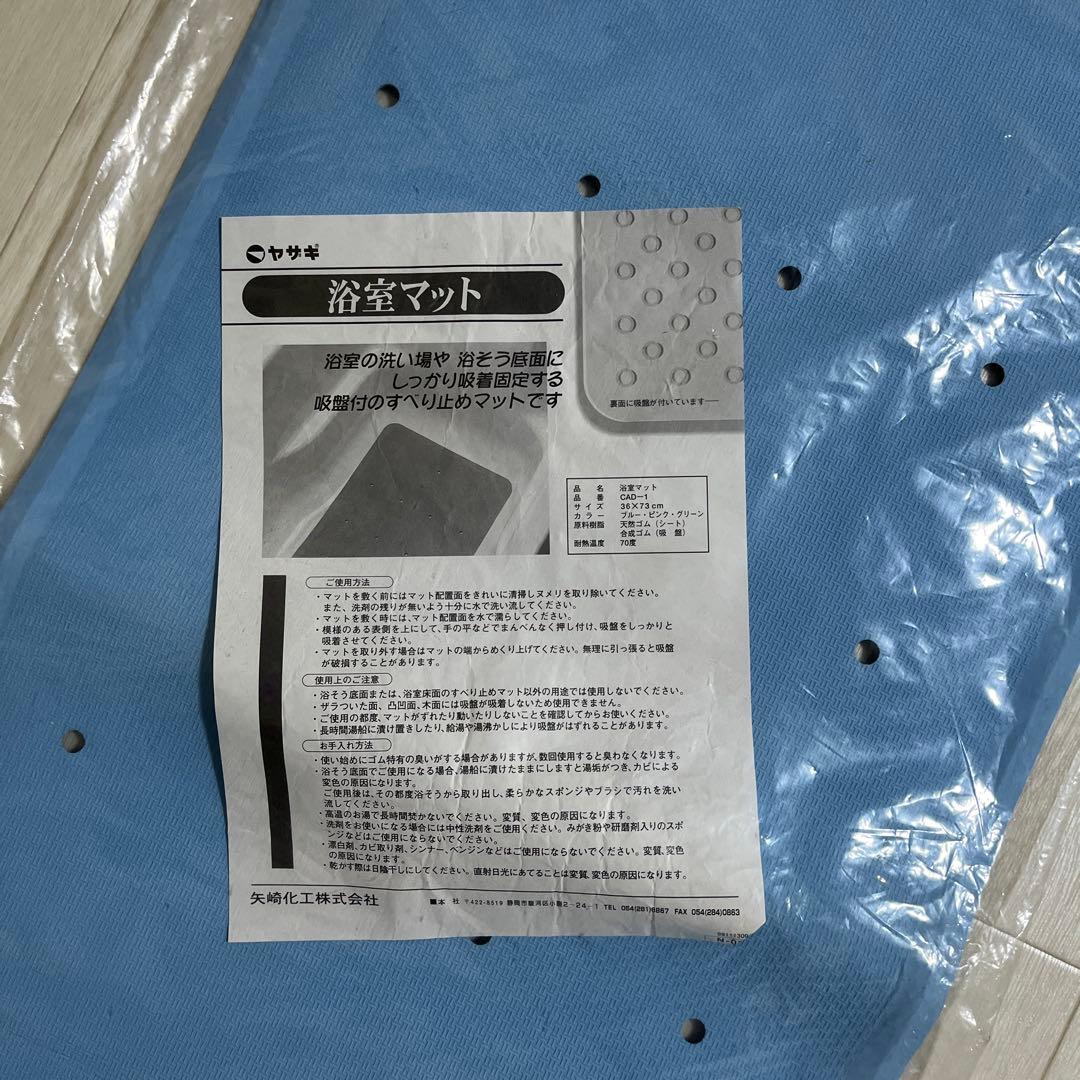 ヤザキ
浴室マット
浴室の洗い場や 浴そう底面に
しっかり吸着固定する
吸盤付のすべり止めマットです
裏面に吸盤が付いています
品 名 浴室マット
品 番 CAD-1
サイズ 36×73cm
カラー ブルー・ピンク・グリーン
原料樹脂 天然ゴム(シート)
合成ゴム(吸 盤)
耐熱温度 70度
ご使用方法
・マットを敷く前にはマット配置面をきれいに清掃しヌメリを取り除いてください。
また、洗剤の残りが無いよう十分に水で洗い流してください。
・マットを敷く時には、マット配置面を水で濡らしてください。
・模様のある表側を上にして、手の平などでまんべんなく押し付け、吸盤をしっかりと
吸着させてください。
・マットを取り外す場合はマットの端からめくり上げてください。無理に引っ張ると吸盤
が破損することがあります。
使用上のご注意
・浴そう底面または、浴室床面のすべり止めマット以外の用途では使用しないでください。
・ザラついた面、凸凹面、木面には吸盤が吸着しないため使用できません。
・ご使用の都度、マットがずれたり動いたりしないことを確認してからお使いください。
・長時間湯船に漬け置きしたり、給湯や湯沸かしにより吸盤がはずれることがあります。
お手入れ方法
・使い始めにゴム特有の臭いがする場合がありますが、数回使用すると臭わなくなります。
・浴そう底面でご使用になる場合、湯船に漬けたままにしますと湯垢がつき、カビによる
変色の原因になります。
ご使用後は、その都度浴そうから取り出し、柔らかなスポンジやブラシで汚れを洗い
流してください。
・高温のお湯で長時間焚かないでください。変質、変色の原因になります。
・洗剤をお使いになる場合には中性洗剤をご使用ください。みがき粉や研磨剤入りのスポ
ンジなどはご使用にならないでください。
・漂白剤、カビ取り剤、シンナー、ベンジンなどはご使用にならないでください。変質、変色
の原因になります。
・乾かす際は日陰干しにしてください。直射日光にあてることは変質、変色の原因になります。
矢崎化工株式会社
■本 社 〒422-8519 静岡市駿河区小鹿2-24-1 TEL 054(281)6867 FAX 054(284)0863